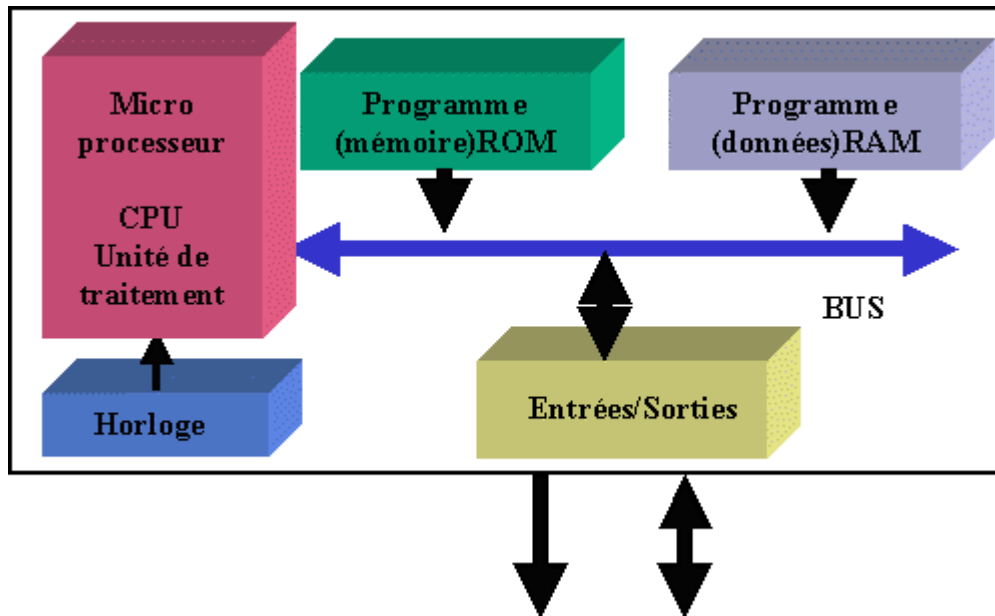 Micro
processeur
CPU
Unité de
traitement
Programme
(mémoire)ROM
Programme
(données)RAM
BUS
Entrées/Sorties
Horloge